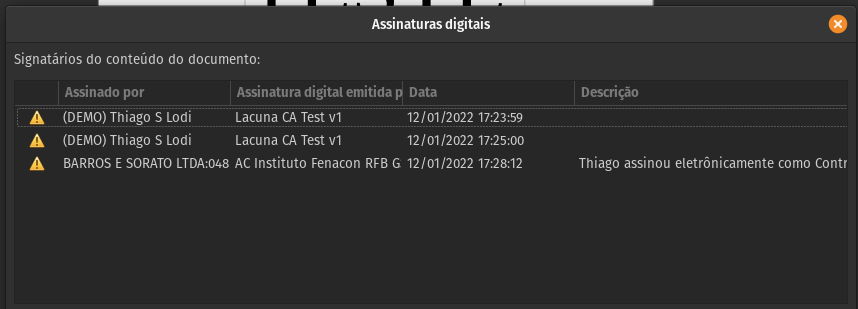 Assinaturas digitais
Signatários do conteúdo do documento:
Assinado por Assinatura digital emitida p Data Descrição
(DEMO) Thiago S Lodi Lacuna CA Test v1 12/01/2022 17:23:59
(DEMO) Thiago S Lodi Lacuna CA Test v1 12/01/2022 17:25:00
BARROS E SORATO LTDA:048 AC Instituto Fenacon RFB G 12/01/2022 17:28:12 Thiago assinou eletrônicamente como Contr